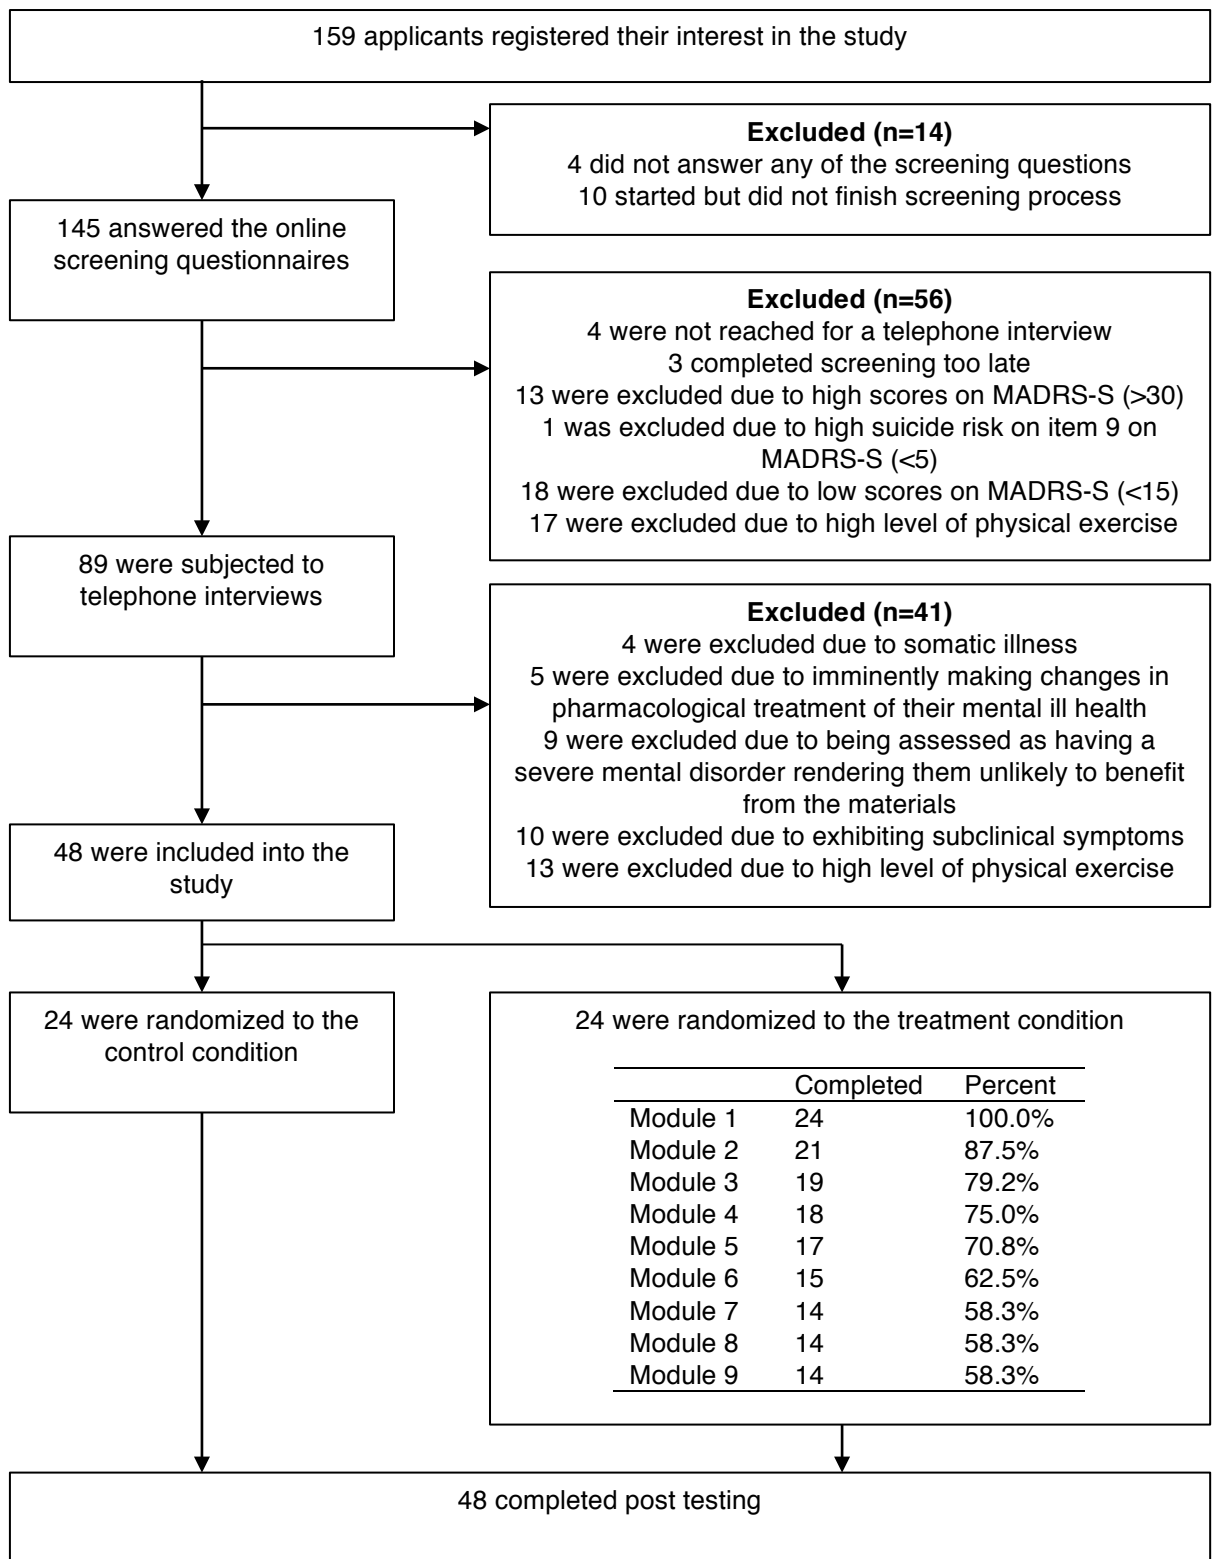 159 applicants registered their interest in the study
Excluded (n=14)
4 did not answer any of the screening questions
10 started but did not finish screening process
145 answered the online
screening questionnaires
Excluded (n=56)
4 were not reached for a telephone interview
3 completed screening too late
13 were excluded due to high scores on MADRS-S (>30)
1 was excluded due to high suicide risk on item 9 on
MADRS-S (<5)
18 were excluded due to low scores on MADRS-S (<15)
17 were excluded due to high level of physical exercise
89 were subjected to
telephone interviews
Excluded (n=41)
4 were excluded due to somatic illness
5 were excluded due to imminently making changes in
pharmacological treatment of their mental ill health
9 were excluded due to being assessed as having a
severe mental disorder rendering them unlikely to benefit
from the materials
10 were excluded due to exhibiting subclinical symptoms
13 were excluded due to high level of physical exercise
48 were included into the
study
24 were randomized to the
control condition
24 were randomized to the treatment condition
Completed Percent
Module 1 24 100.0%
Module 2 21 87.5%
Module 3 19 79.2%
Module 4 18 75.0%
Module 5 17 70.8%
Module 6 15 62.5%
Module 7 14 58.3%
Module 8 14 58.3%
Module 9 14 58.3%
48 completed post testing